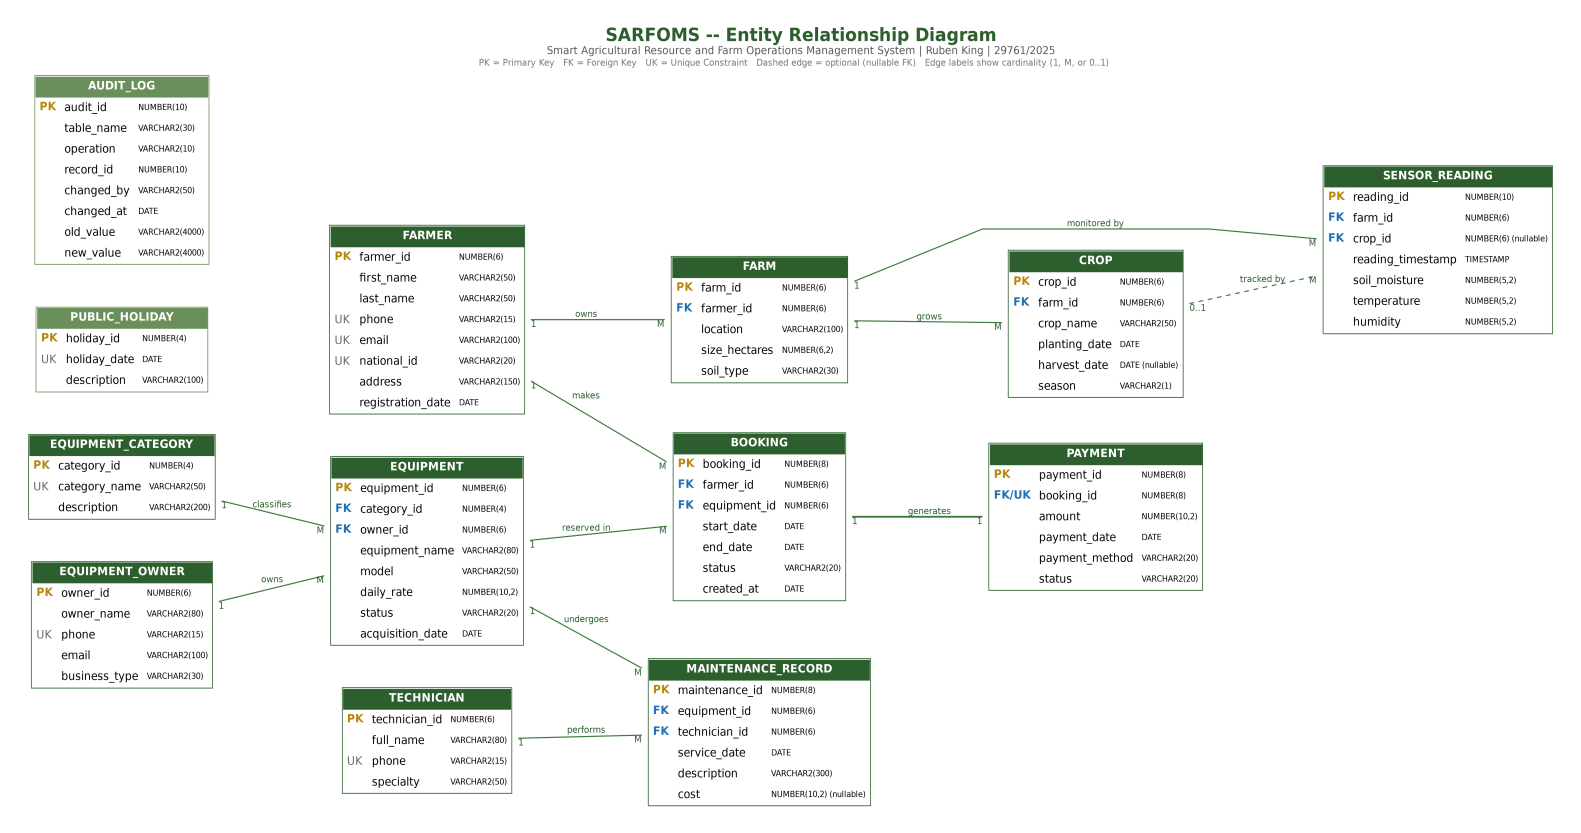 SARFOMS -- Entity Relationship Diagram
Smart Agricultural Resource and Farm Operations Management System | Ruben King | 29761/2025
PK = Primary Key   FK = Foreign Key   UK = Unique Constraint   Dashed edge = optional (nullable FK)   Edge labels show cardinality (1, M, or 0..1)
AUDIT_LOG
PK audit_id NUMBER(10)
table_name VARCHAR2(30)
operation VARCHAR2(10)
record_id NUMBER(10)
changed_by VARCHAR2(50)
changed_at DATE
old_value VARCHAR2(4000)
new_value VARCHAR2(4000)
PUBLIC_HOLIDAY
PK holiday_id NUMBER(4)
UK holiday_date DATE
description VARCHAR2(100)
EQUIPMENT_CATEGORY
PK category_id NUMBER(4)
UK category_name VARCHAR2(50)
description VARCHAR2(200)
1 classifies M
EQUIPMENT_OWNER
PK owner_id NUMBER(6)
owner_name VARCHAR2(80)
UK phone VARCHAR2(15)
email VARCHAR2(100)
business_type VARCHAR2(30)
1 owns M
FARMER
PK farmer_id NUMBER(6)
first_name VARCHAR2(50)
last_name VARCHAR2(50)
UK phone VARCHAR2(15)
UK email VARCHAR2(100)
UK national_id VARCHAR2(20)
address VARCHAR2(150)
registration_date DATE
1 owns M
1 makes M
EQUIPMENT
PK equipment_id NUMBER(6)
FK category_id NUMBER(4)
FK owner_id NUMBER(6)
equipment_name VARCHAR2(80)
model VARCHAR2(50)
daily_rate NUMBER(10,2)
status VARCHAR2(20)
acquisition_date DATE
1 reserved in M
1 undergoes M
TECHNICIAN
PK technician_id NUMBER(6)
full_name VARCHAR2(80)
UK phone VARCHAR2(15)
specialty VARCHAR2(50)
1 performs M
FARM
PK farm_id NUMBER(6)
FK farmer_id NUMBER(6)
location VARCHAR2(100)
size_hectares NUMBER(6,2)
soil_type VARCHAR2(30)
1 monitored by M
1 grows M
BOOKING
PK booking_id NUMBER(8)
FK farmer_id NUMBER(6)
FK equipment_id NUMBER(6)
start_date DATE
end_date DATE
status VARCHAR2(20)
created_at DATE
1 generates 1
MAINTENANCE_RECORD
PK maintenance_id NUMBER(8)
FK equipment_id NUMBER(6)
FK technician_id NUMBER(6)
service_date DATE
description VARCHAR2(300)
cost NUMBER(10,2) (nullable)
CROP
PK crop_id NUMBER(6)
FK farm_id NUMBER(6)
crop_name VARCHAR2(50)
planting_date DATE
harvest_date DATE (nullable)
season VARCHAR2(1)
0..1 tracked by M
PAYMENT
PK payment_id NUMBER(8)
FK/UK booking_id NUMBER(8)
amount NUMBER(10,2)
payment_date DATE
payment_method VARCHAR2(20)
status VARCHAR2(20)
SENSOR_READING
PK reading_id NUMBER(10)
FK farm_id NUMBER(6)
FK crop_id NUMBER(6) (nullable)
reading_timestamp TIMESTAMP
soil_moisture NUMBER(5,2)
temperature NUMBER(5,2)
humidity NUMBER(5,2)